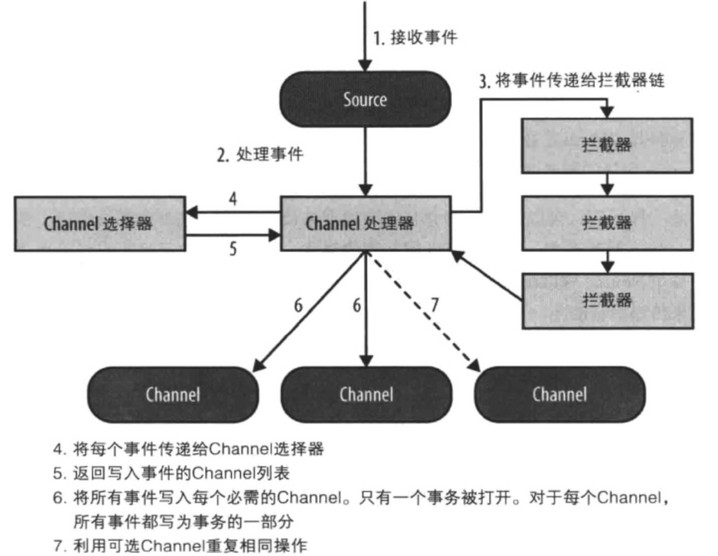 1. 接收事件
3. 将事件传递给拦截器链
Source
拦截器
2. 处理事件
4
Channel 选择器
Channel 处理器
拦截器
5
拦截器
6
6
7
Channel
Channel
Channel
4. 将每个事件传递给Channel选择器
5. 返回写入事件的Channel列表
6. 将所有事件写入每个必需的Channel。只有一个事务被打开。对于每个Channel，
所有事件都写为事务的一部分
7. 利用可选Channel重复相同操作